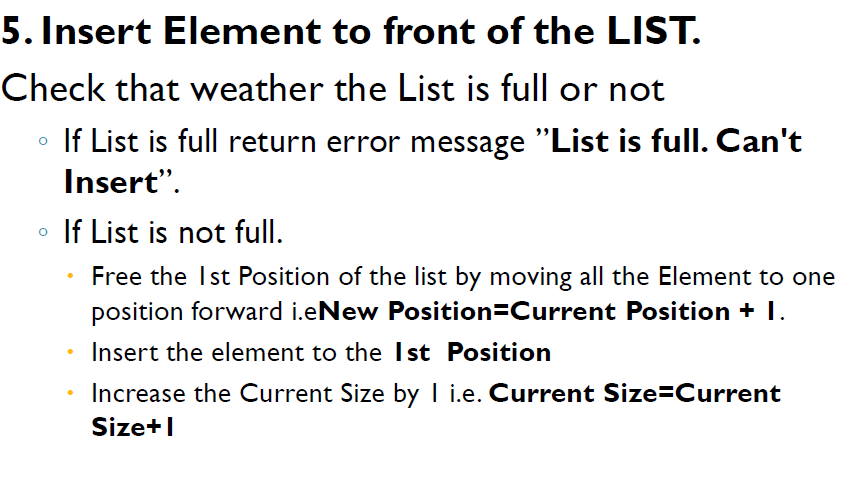 5. Insert Element to front of the LIST.
Check that weather the List is full or not
◦ If List is full return error message ”List is full. Can't
Insert”.
◦ If List is not full.
• Free the 1st Position of the list by moving all the Element to one
position forward i.eNew Position=Current Position + 1.
• Insert the element to the 1st Position
• Increase the Current Size by 1 i.e. Current Size=Current
Size+1